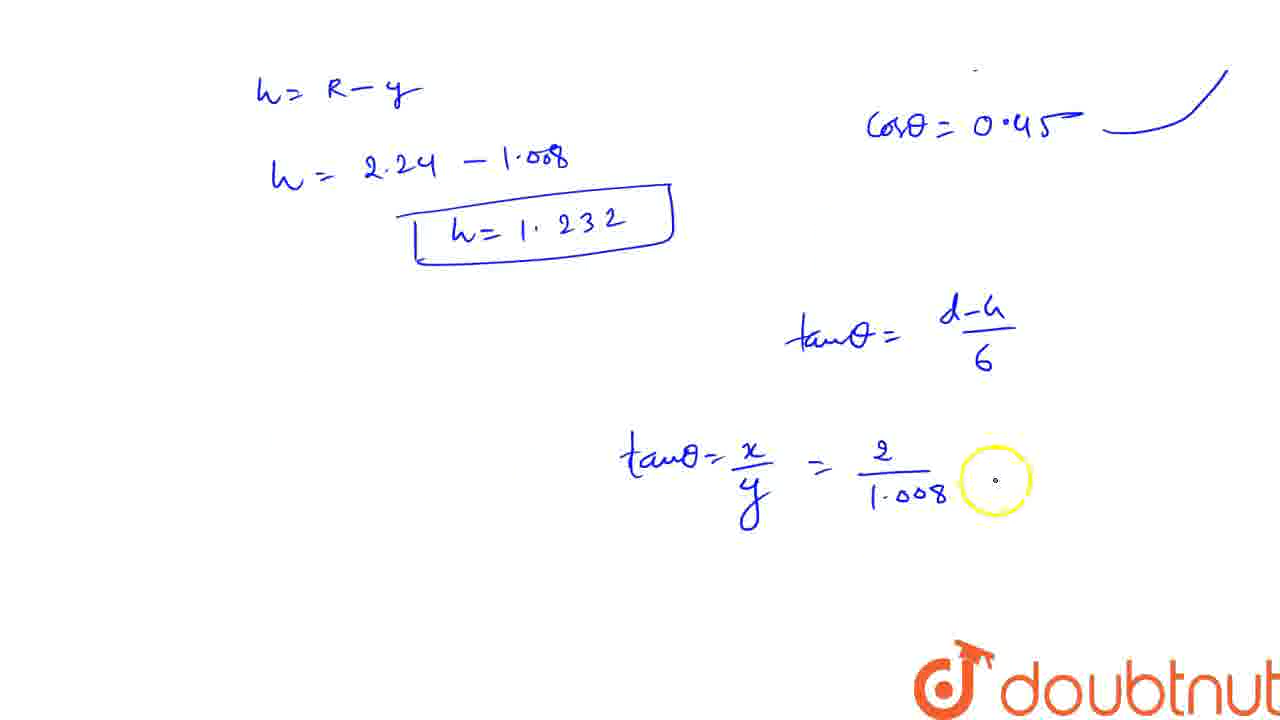 h = R - y
cosθ = 0.45
h = 2.24 - 1.008
h = 1.232
tanθ = d-h/6
tanθ = x/y = 2/1.008
doubtnut